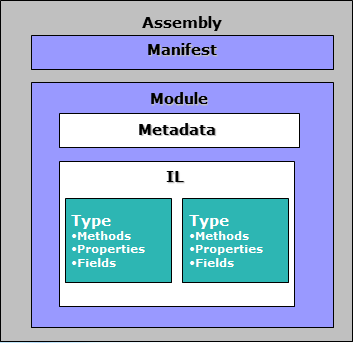 Assembly
Manifest
Module
Metadata
IL
Type
•Methods
•Properties
•Fields
Type
•Methods
•Properties
•Fields